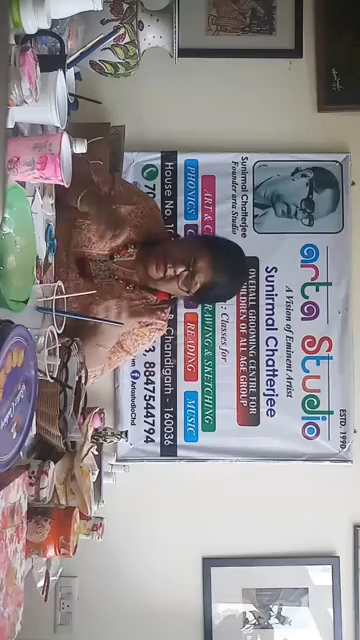 arta Studio
ESTD. 1990
A Vision of Eminent Artist
Sunirmal Chatterjee
Sunirmal Chatterjee
Founder arta Studio
OVERALL GROOMING CENTRE FOR
CHILDREN OF ALL AGE GROUP
: Classes for
ART & DRAWING & SKETCHING
PHONICS READING MUSIC
House No. Chandigarh - 160036
8847544794
ArtastudioChd